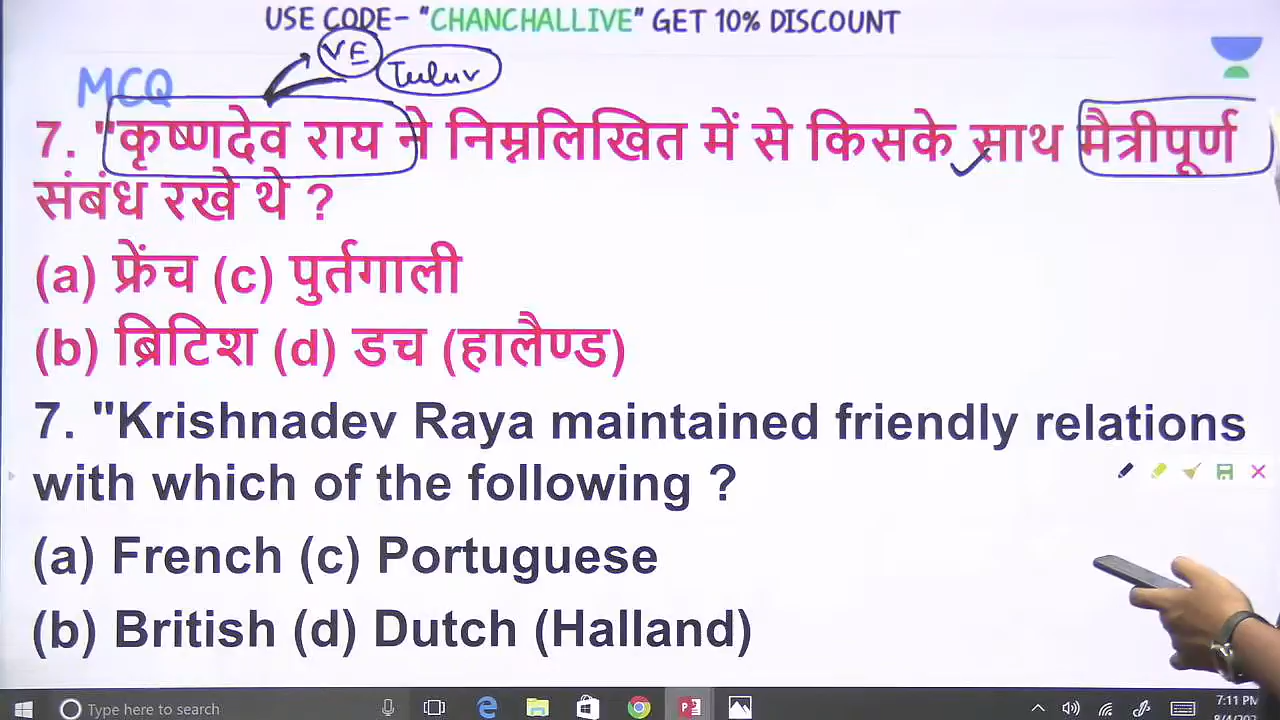 USE CODE- "CHANCHALLIVE" GET 10% DISCOUNT
VE
Tuluv
MCQ
7. "कृष्णदेव राय ने निम्नलिखित में से किसके साथ मैत्रीपूर्ण
संबंध रखे थे ?
(a) फ्रेंच (c) पुर्तगाली
(b) ब्रिटिश (d) डच (हालैण्ड)
7. "Krishnadev Raya maintained friendly relations
with which of the following ?
(a) French (c) Portuguese
(b) British (d) Dutch (Halland)
Type here to search
7:11 PM